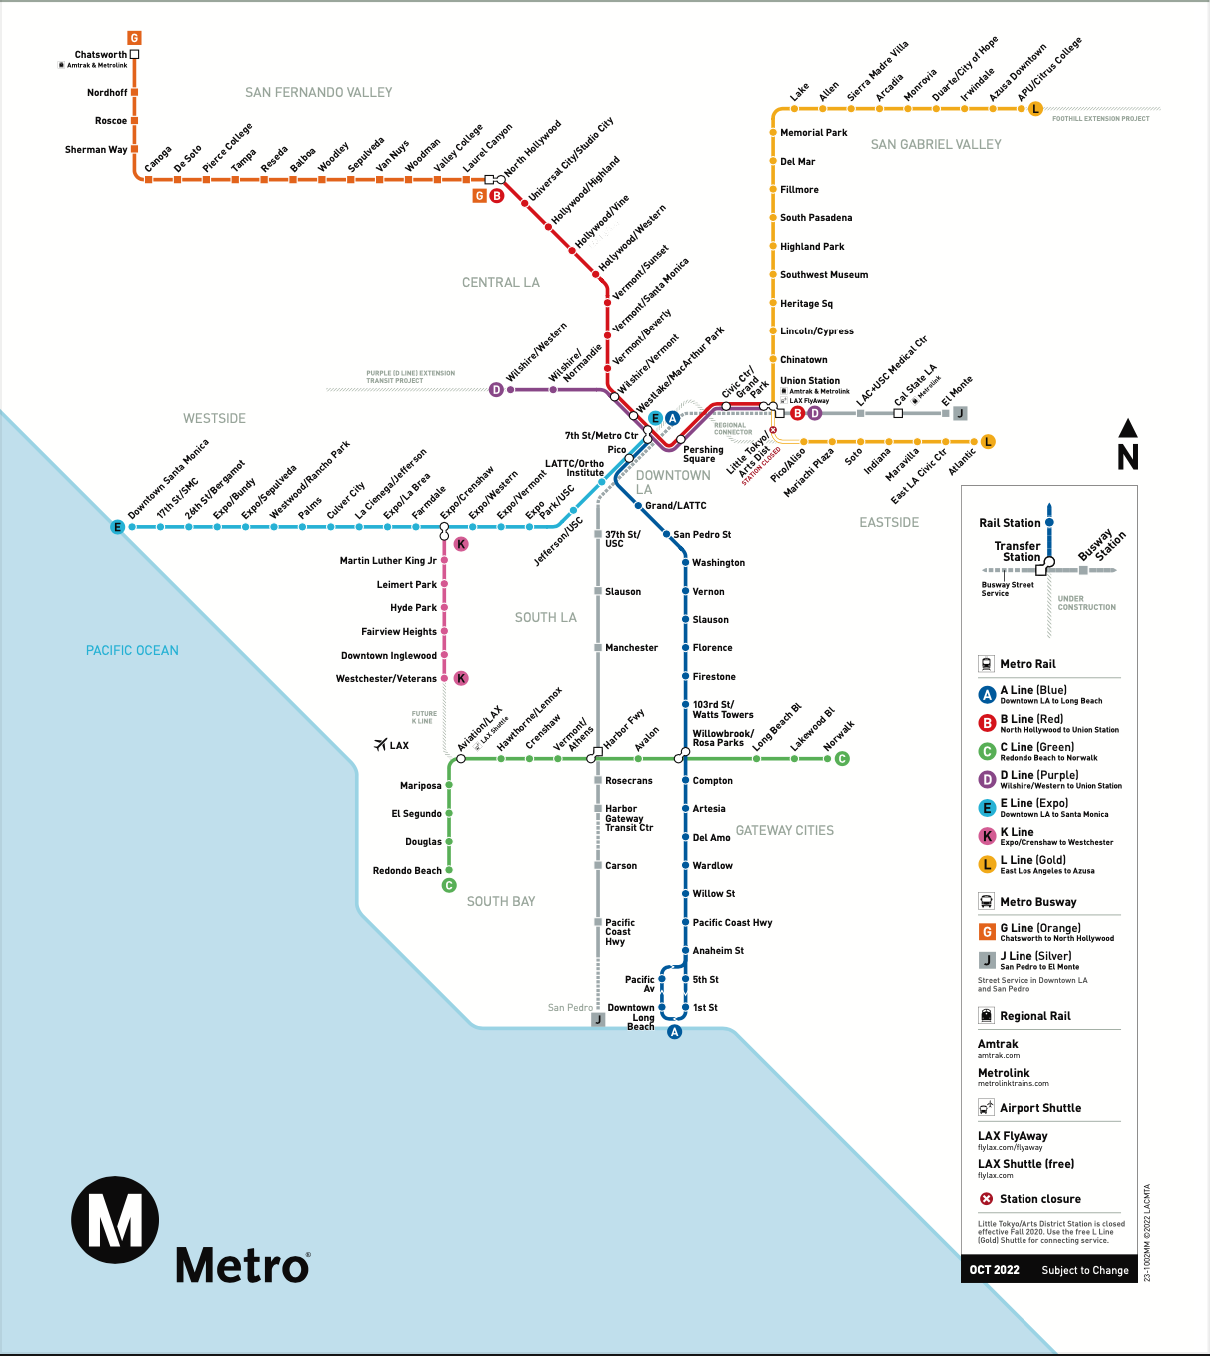 G
Chatsworth
Amtrak & Metrolink
Nordhoff
Roscoe
Sherman Way
SAN FERNANDO VALLEY
Canoga
De Soto
Pierce College
Tampa
Reseda
Balboa
Woodley
Sepulveda
Van Nuys
Woodman
Valley College
Laurel Canyon
North Hollywood
G
B
Universal City/Studio City
Hollywood/Highland
Hollywood/Vine
Hollywood/Western
Vermont/Sunset
Vermont/Santa Monica
Vermont/Beverly
Wilshire/Vermont
Westlake/MacArthur Park
CENTRAL LA
Lake
Allen
Sierra Madre Villa
Arcadia
Monrovia
Duarte/City of Hope
Irwindale
Azusa Downtown
APU/Citrus College
L
FOOTHILL EXTENSION PROJECT
SAN GABRIEL VALLEY
Memorial Park
Del Mar
Fillmore
South Pasadena
Highland Park
Southwest Museum
Heritage Sq
Lincoln/Cypress
Chinatown
Union Station
Amtrak & Metrolink
LAX FlyAway
B
D
LAC+USC Medical Ctr
Cal State LA
Metrolink
El Monte
J
PURPLE (D LINE) EXTENSION
TRANSIT PROJECT
D
Wilshire/Western
Wilshire/
Normandie
Civic Ctr/
Grand
Park
E
A
REGIONAL
CONNECTOR
7th St/Metro Ctr
Pico
LATTC/Ortho
Institute
Pershing
Square
DOWNTOWN
LA
Little Tokyo/
Arts Dist
STATION CLOSED
Pico/Aliso
Mariachi Plaza
Soto
Indiana
Maravilla
East LA Civic Ctr
Atlantic
L
EASTSIDE
N
WESTSIDE
E
Downtown Santa Monica
17th St/SMC
26th St/Bergamot
Expo/Bundy
Expo/Sepulveda
Westwood/Rancho Park
Palms
Culver City
La Cienega/Jefferson
Expo/La Brea
Farmdale
Expo/Crenshaw
Expo/Western
Expo/Vermont
Expo
Park/USC
Jefferson/USC
K
Martin Luther King Jr
Leimert Park
Hyde Park
Fairview Heights
Downtown Inglewood
Westchester/Veterans
K
FUTURE
K LINE
PACIFIC OCEAN
SOUTH LA
37th St/
USC
Slauson
Manchester
Grand/LATTC
San Pedro St
Washington
Vernon
Slauson
Florence
Firestone
103rd St/
Watts Towers
Willowbrook/
Rosa Parks
LAX
Aviation/LAX
LAX Shuttle
Hawthorne/Lennox
Crenshaw
Vermont/
Athens
Harbor Fwy
Avalon
Long Beach Bl
Lakewood Bl
Norwalk
C
Mariposa
El Segundo
Douglas
Redondo Beach
C
SOUTH BAY
Rosecrans
Harbor
Gateway
Transit Ctr
Carson
Pacific
Coast
Hwy
San Pedro
J
Compton
Artesia
Del Amo
Wardlow
Willow St
Pacific Coast Hwy
Anaheim St
GATEWAY CITIES
Pacific
Av
5th St
Downtown
Long
Beach
1st St
A
Rail Station
Transfer
Station
Busway
Station
Busway Street
Service
UNDER
CONSTRUCTION
Metro Rail
A
A Line (Blue)
Downtown LA to Long Beach
B
B Line (Red)
North Hollywood to Union Station
C
C Line (Green)
Redondo Beach to Norwalk
D
D Line (Purple)
Wilshire/Western to Union Station
E
E Line (Expo)
Downtown LA to Santa Monica
K
K Line
Expo/Crenshaw to Westchester
L
L Line (Gold)
East Los Angeles to Azusa
Metro Busway
G
G Line (Orange)
Chatsworth to North Hollywood
J
J Line (Silver)
San Pedro to El Monte
Street Service in Downtown LA
and San Pedro
Regional Rail
Amtrak
amtrak.com
Metrolink
metrolinktrains.com
Airport Shuttle
LAX FlyAway
flylax.com/flyaway
LAX Shuttle (free)
flylax.com
Station closure
Little Tokyo/Arts District Station is closed
effective Fall 2020. Use the free L Line
(Gold) Shuttle for connecting service.
OCT 2022 Subject to Change
23-1002MM ©2022 LACMTA
M
Metro®